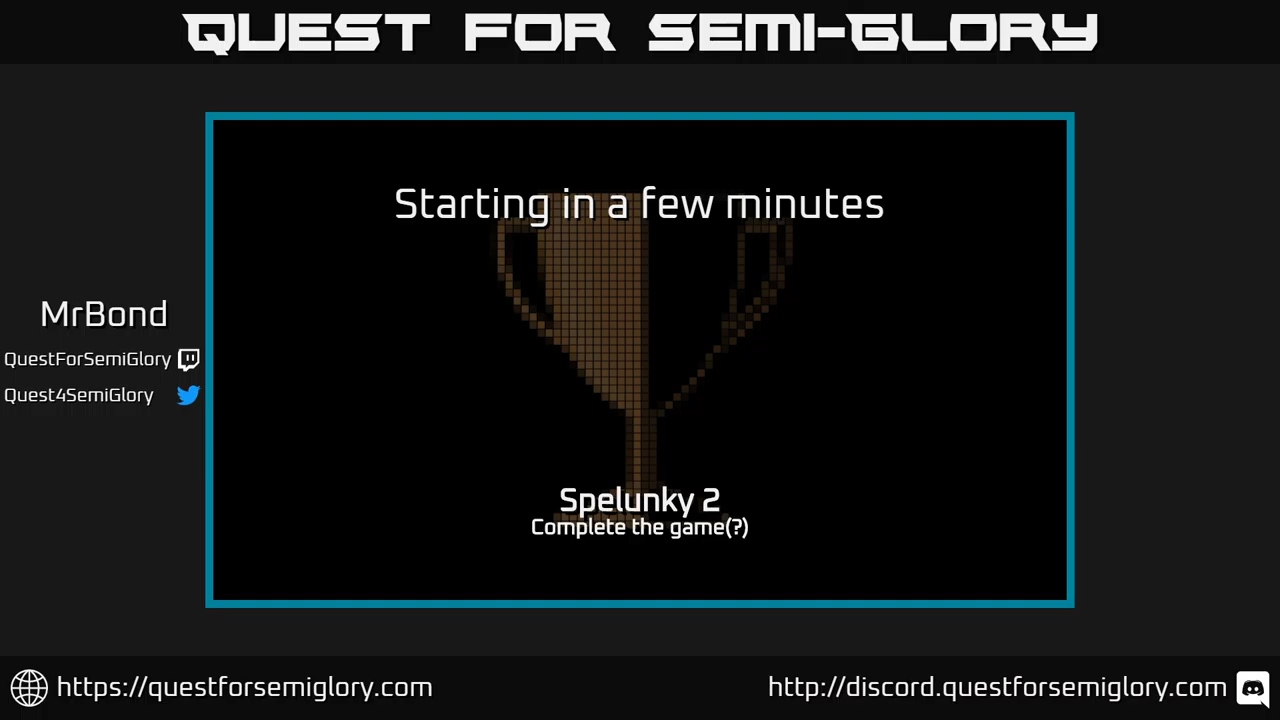 QUEST FOR SEMI-GLORY
Starting in a few minutes
MrBond
QuestForSemiGlory
Quest4SemiGlory
Spelunky 2
Complete the game(?)
https://questforsemiglory.com
http://discord.questforsemiglory.com